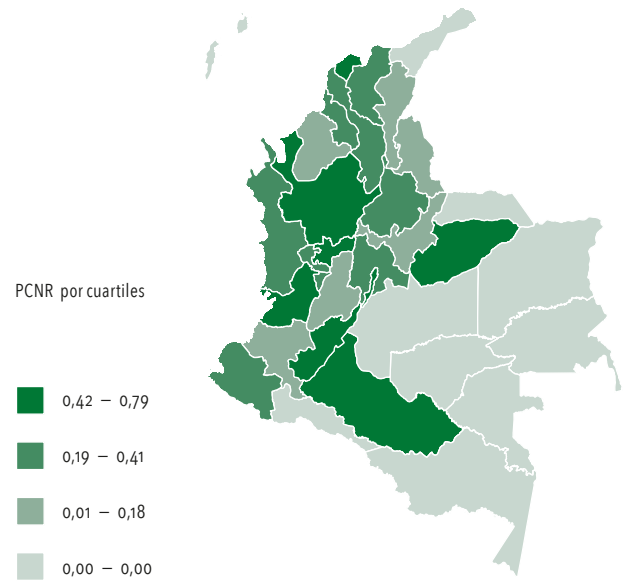 PCNR por cuartiles
0,42 – 0,79
0,19 – 0,41
0,01 – 0,18
0,00 – 0,00